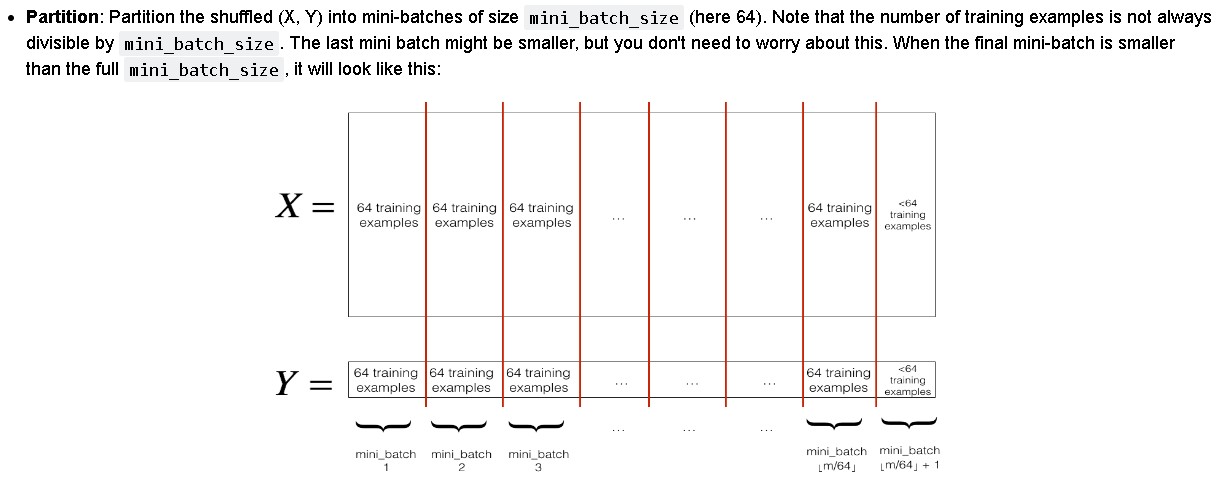 • Partition: Partition the shuffled (X, Y) into mini-batches of size mini_batch_size (here 64). Note that the number of training examples is not always
divisible by mini_batch_size . The last mini batch might be smaller, but you don't need to worry about this. When the final mini-batch is smaller
than the full mini_batch_size , it will look like this:
X =
64 training
examples
64 training
examples
64 training
examples
...
...
...
64 training
examples
<64
training
examples
Y =
64 training
examples
64 training
examples
64 training
examples
...
...
...
64 training
examples
<64
training
examples
mini_batch
1
mini_batch
2
mini_batch
3
...
...
...
mini_batch
⌊m/64⌋
mini_batch
⌊m/64⌋ + 1